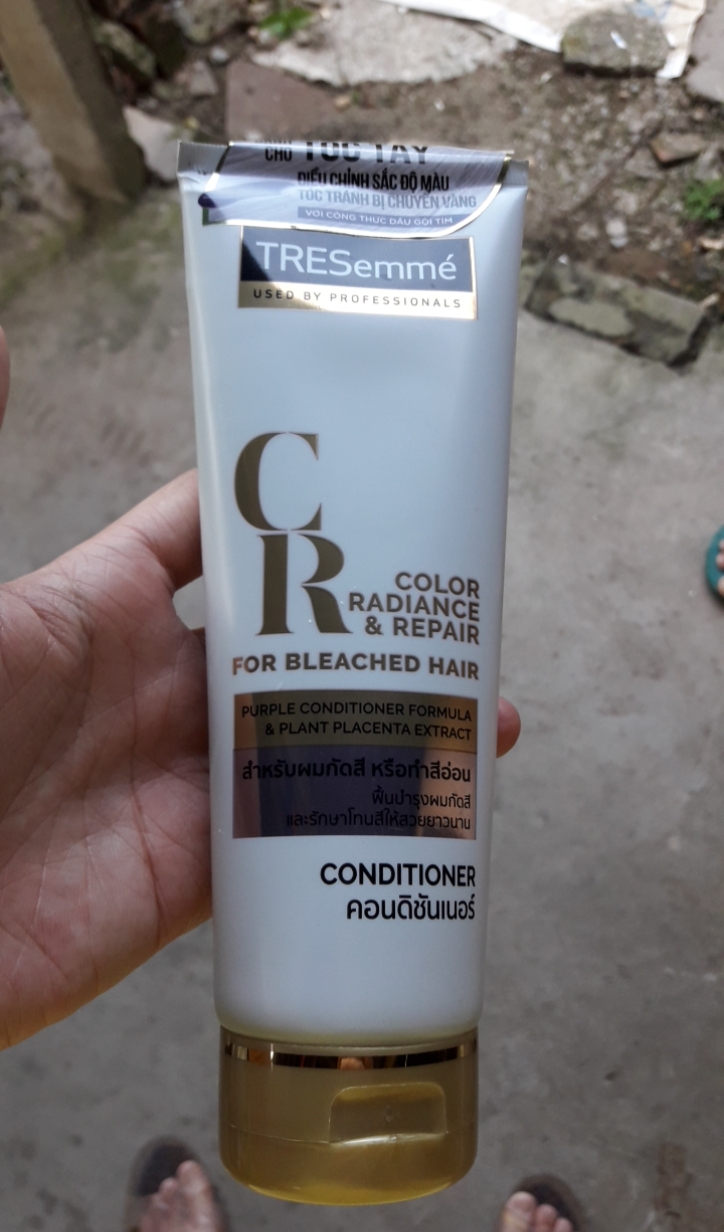 CHO TÓC TẨY
ĐIỀU CHỈNH SẮC ĐỘ MÀU
TÓC TRÁNH BỊ CHUYỂN VÀNG
VỚI CÔNG THỨC DẦU GỘI TÍM
TRESemmé
USED BY PROFESSIONALS
CR
COLOR
RADIANCE
& REPAIR
FOR BLEACHED HAIR
PURPLE CONDITIONER FORMULA
& PLANT PLACENTA EXTRACT
สำหรับผมกัดสี หรือทำสีอ่อน
ฟื้นบำรุงผมกัดสี
และรักษาโทนสีให้สวยยาวนาน
CONDITIONER
คอนดิชันเนอร์